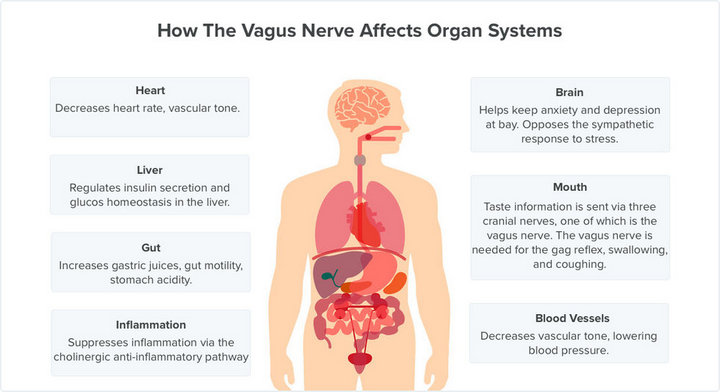 How The Vagus Nerve Affects Organ Systems
Heart
Decreases heart rate, vascular tone.
Liver
Regulates insulin secretion and
glucos homeostasis in the liver.
Gut
Increases gastric juices, gut motility,
stomach acidity.
Inflammation
Suppresses inflammation via the
cholinergic anti-inflammatory pathway
Brain
Helps keep anxiety and depression
at bay. Opposes the sympathetic
response to stress.
Mouth
Taste information is sent via three
cranial nerves, one of which is the
vagus nerve. The vagus nerve is
needed for the gag reflex, swallowing,
and coughing.
Blood Vessels
Decreases vascular tone, lowering
blood pressure.